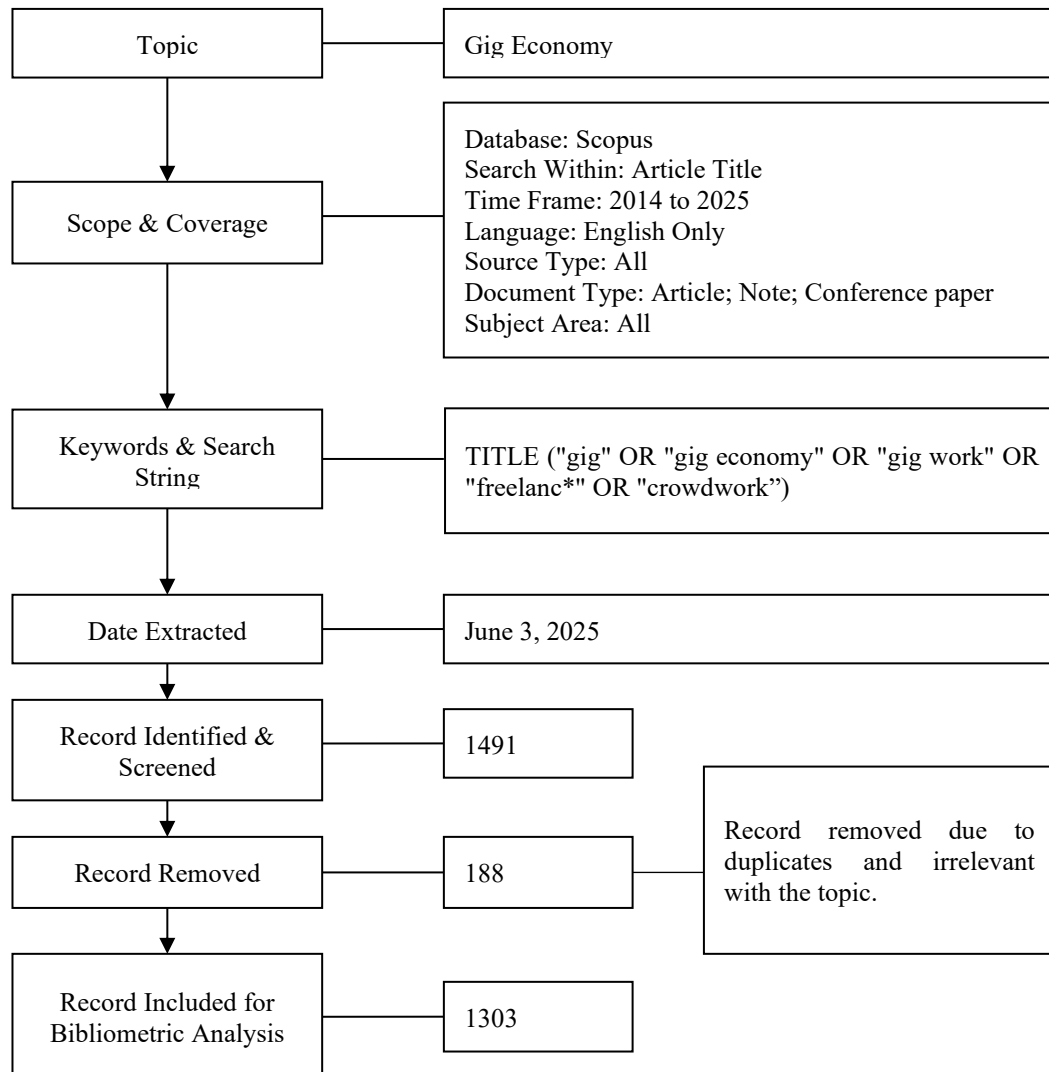 Topic
Gig Economy
Scope & Coverage
Database: Scopus
Search Within: Article Title
Time Frame: 2014 to 2025
Language: English Only
Source Type: All
Document Type: Article; Note; Conference paper
Subject Area: All
Keywords & Search
String
TITLE ("gig" OR "gig economy" OR "gig work" OR
"freelanc*" OR "crowdwork”)
Date Extracted
June 3, 2025
Record Identified &
Screened
1491
Record Removed
188
Record removed due to
duplicates and irrelevant
with the topic.
Record Included for
Bibliometric Analysis
1303